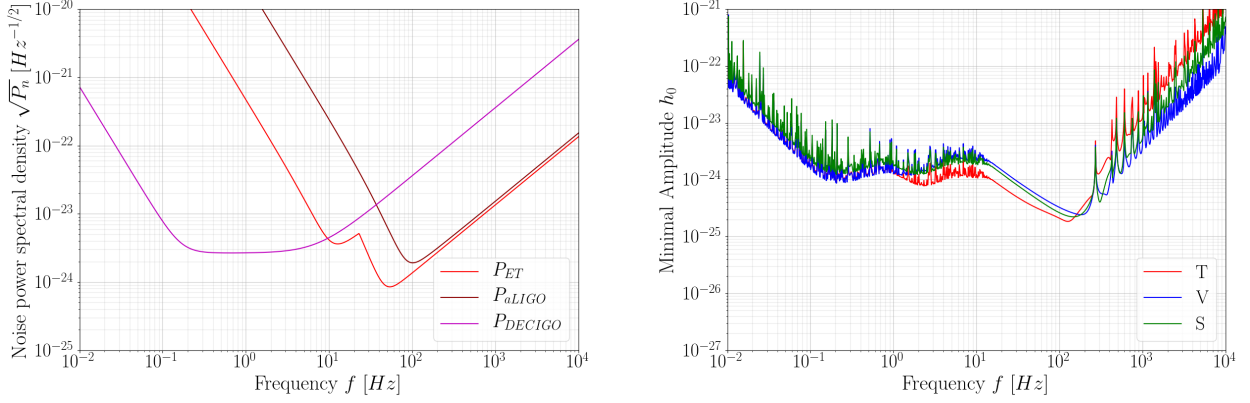 Noise power spectral density √P_n [Hz^−1/2]
10^−20
10^−21
10^−22
10^−23
10^−24
10^−25
10^−2
10^−1
10^0
10^1
10^2
10^3
10^4
Frequency f [Hz]
P_ET
P_aLIGO
P_DECIGO
Minimal Amplitude h_0
10^−21
10^−22
10^−23
10^−24
10^−25
10^−26
10^−27
10^−2
10^−1
10^0
10^1
10^2
10^3
10^4
Frequency f [Hz]
T
V
S